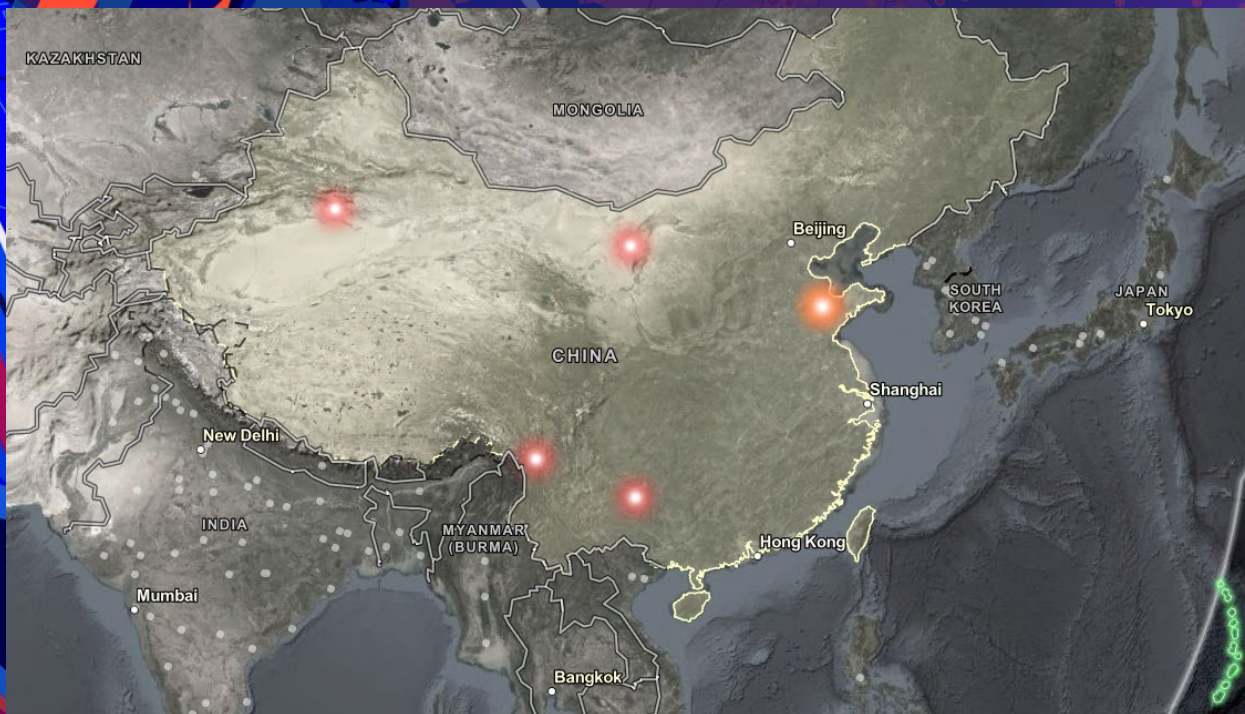 KAZAKHSTAN
MONGOLIA
Beijing
SOUTH
KOREA
JAPAN
Tokyo
CHINA
Shanghai
New Delhi
INDIA
MYANMAR
(BURMA)
Hong Kong
Mumbai
Bangkok